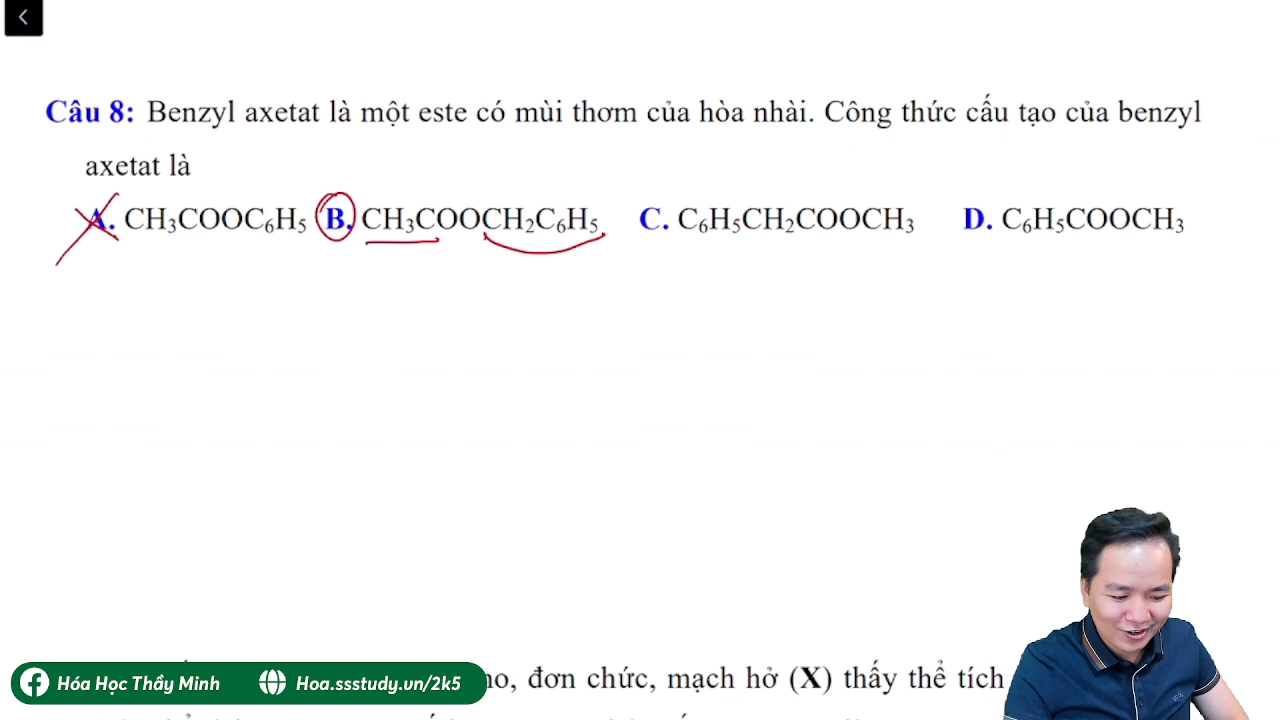 Câu 8: Benzyl axetat là một este có mùi thơm của hòa nhài. Công thức cấu tạo của benzyl
axetat là
A. CH₃COOC₆H₅ B. CH₃COOCH₂C₆H₅ C. C₆H₅CH₂COOCH₃ D. C₆H₅COOCH₃
đơn chức, mạch hở (X) thấy thể tích
Hóa Học Thầy Minh Hoa.ssstudy.vn/2k5